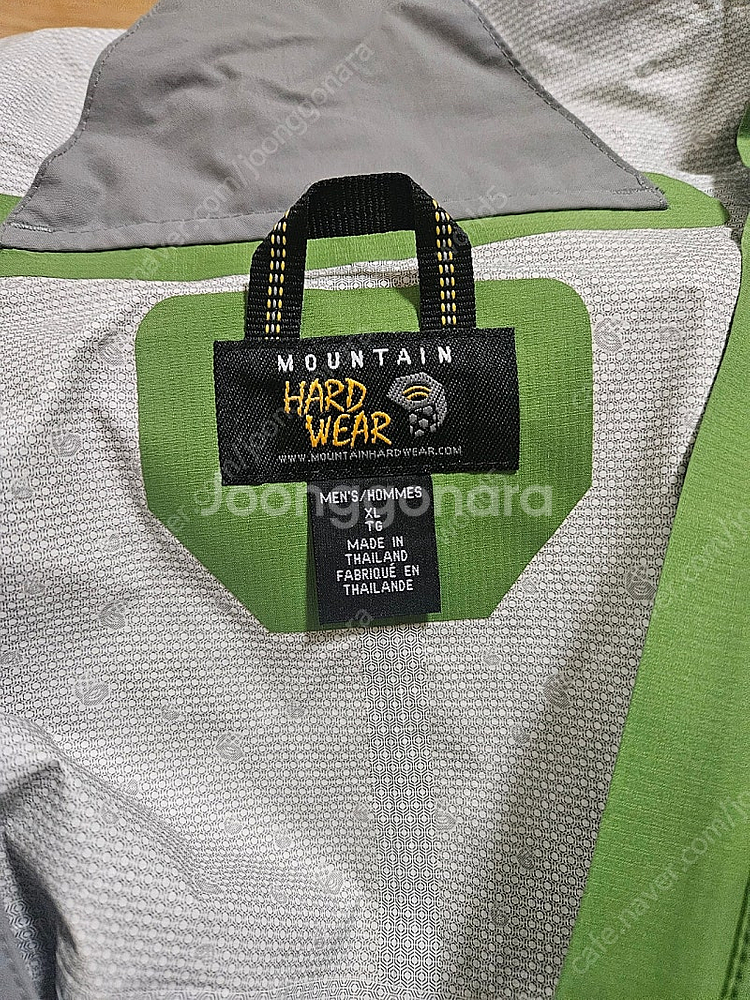 MOUNTAIN
HARD
WEAR
WWW.MOUNTAINHARDWEAR.COM
Joonggonara
MEN'S/HOMMES
XL
TG
MADE IN
THAILAND
FABRIQUÉ EN
THAILANDE